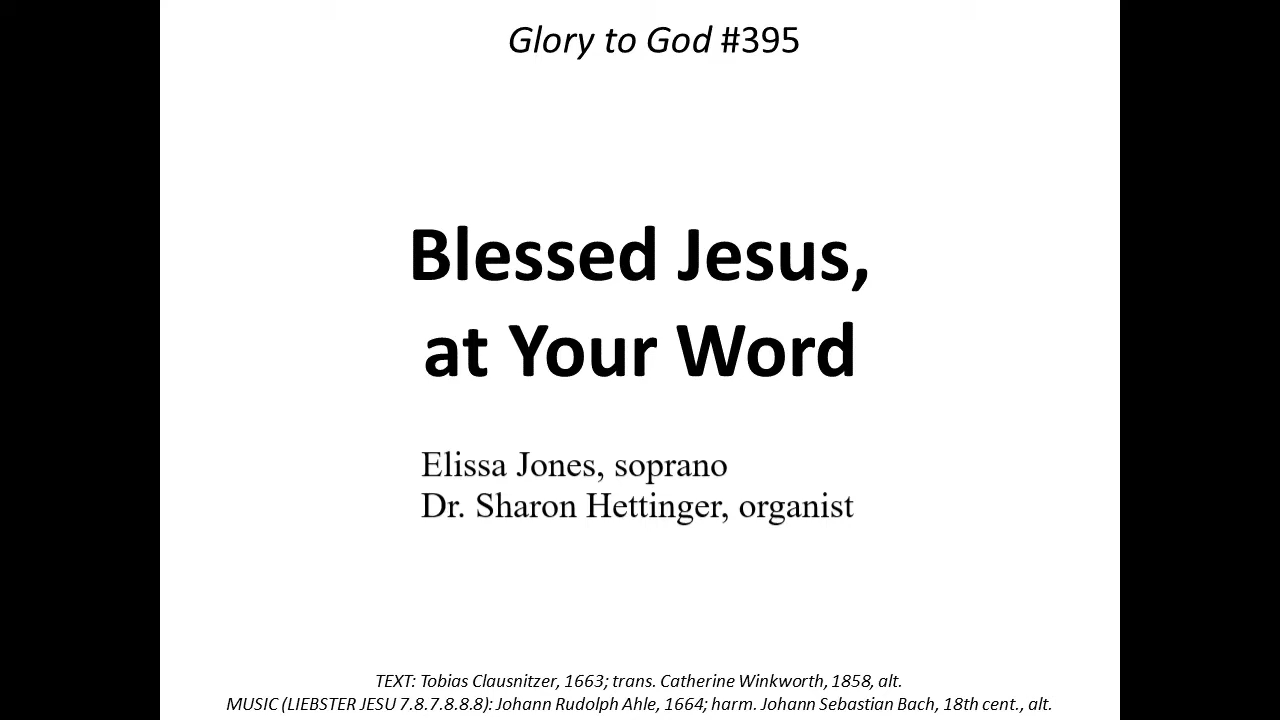 Glory to God #395
Blessed Jesus,
at Your Word
Elissa Jones, soprano
Dr. Sharon Hettinger, organist
TEXT: Tobias Clausnitzer, 1663; trans. Catherine Winkworth, 1858, alt.
MUSIC (LIEBSTER JESU 7.8.7.8.8.8): Johann Rudolph Ahle, 1664; harm. Johann Sebastian Bach, 18th cent., alt.